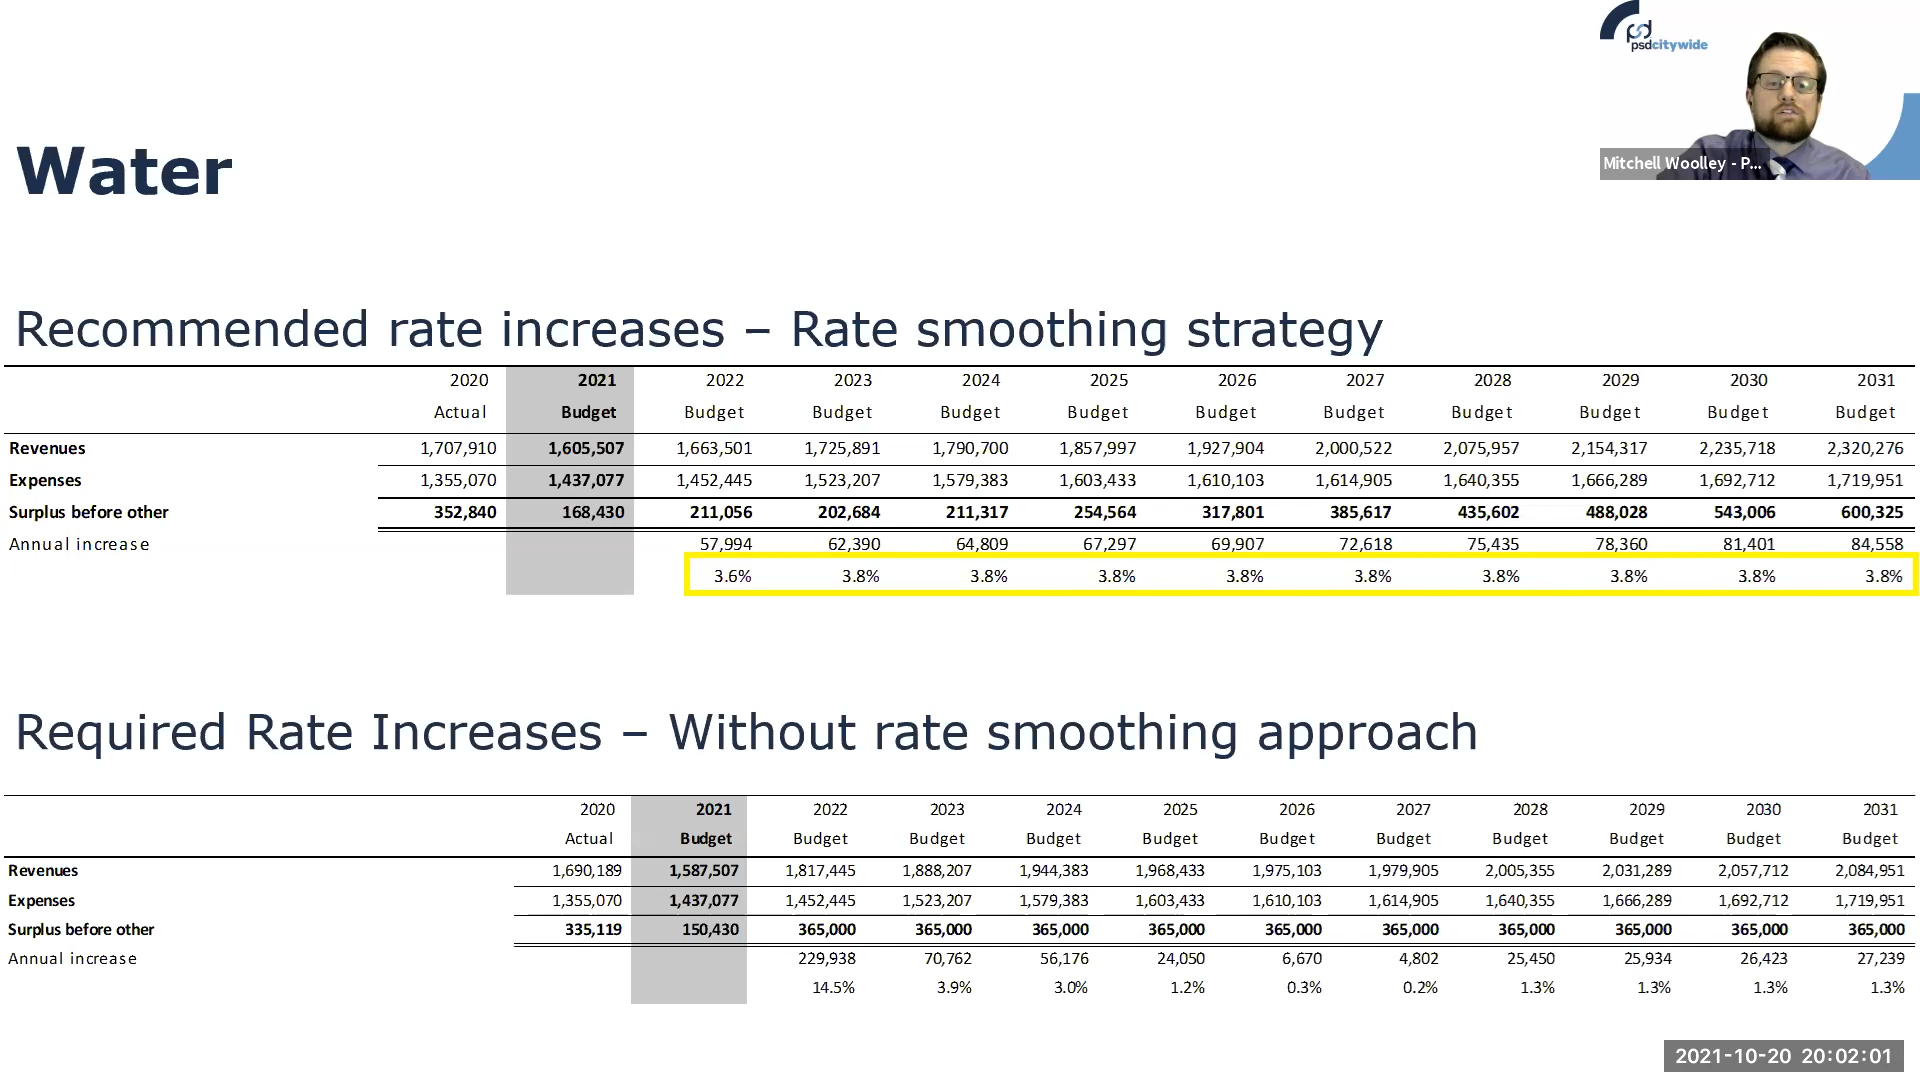 psdcitywide
Mitchell Woolley - P...
Water
Recommended rate increases – Rate smoothing strategy
2020 2021 2022 2023 2024 2025 2026 2027 2028 2029 2030 2031
Actual Budget Budget Budget Budget Budget Budget Budget Budget Budget Budget Budget
Revenues 1,707,910 1,605,507 1,663,501 1,725,891 1,790,700 1,857,997 1,927,904 2,000,522 2,075,957 2,154,317 2,235,718 2,320,276
Expenses 1,355,070 1,437,077 1,452,445 1,523,207 1,579,383 1,603,433 1,610,103 1,614,905 1,640,355 1,666,289 1,692,712 1,719,951
Surplus before other 352,840 168,430 211,056 202,684 211,317 254,564 317,801 385,617 435,602 488,028 543,006 600,325
Annual increase 57,994 62,390 64,809 67,297 69,907 72,618 75,435 78,360 81,401 84,558
3.6% 3.8% 3.8% 3.8% 3.8% 3.8% 3.8% 3.8% 3.8% 3.8%
Required Rate Increases – Without rate smoothing approach
2020 2021 2022 2023 2024 2025 2026 2027 2028 2029 2030 2031
Actual Budget Budget Budget Budget Budget Budget Budget Budget Budget Budget Budget
Revenues 1,690,189 1,587,507 1,817,445 1,888,207 1,944,383 1,968,433 1,975,103 1,979,905 2,005,355 2,031,289 2,057,712 2,084,951
Expenses 1,355,070 1,437,077 1,452,445 1,523,207 1,579,383 1,603,433 1,610,103 1,614,905 1,640,355 1,666,289 1,692,712 1,719,951
Surplus before other 335,119 150,430 365,000 365,000 365,000 365,000 365,000 365,000 365,000 365,000 365,000 365,000
Annual increase 229,938 70,762 56,176 24,050 6,670 4,802 25,450 25,934 26,423 27,239
14.5% 3.9% 3.0% 1.2% 0.3% 0.2% 1.3% 1.3% 1.3% 1.3%
2021-10-20 20:02:01